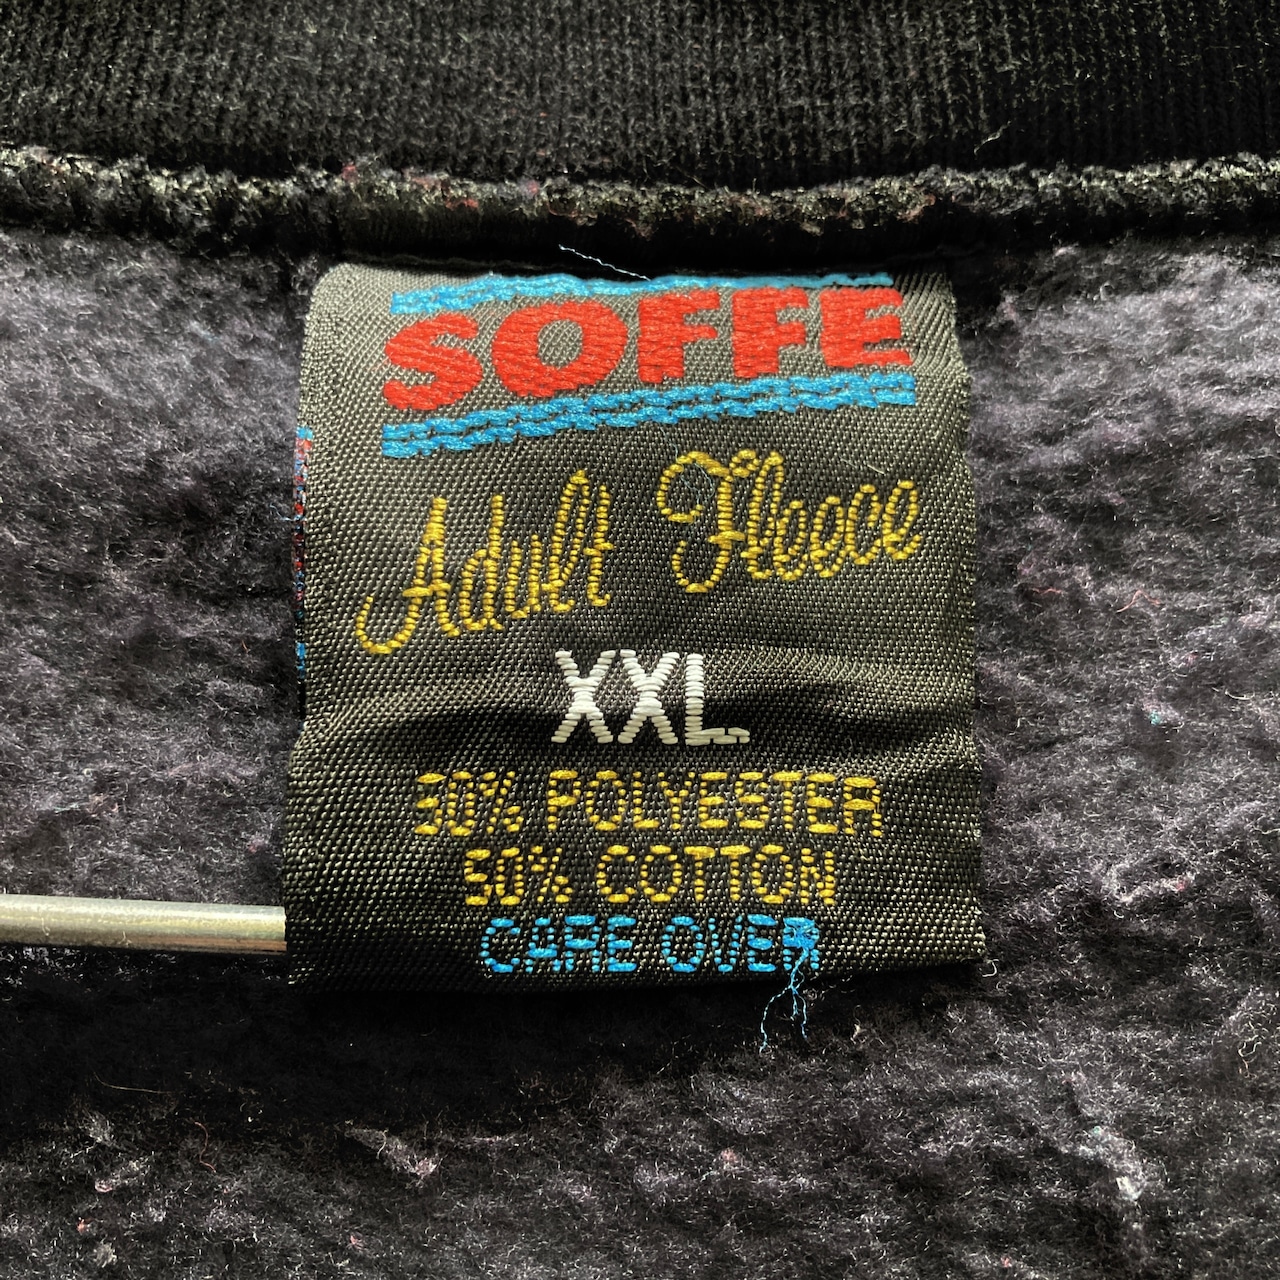 SOFFE
Adult Fleece
XXL
50% POLYESTER
50% COTTON
CARE OVER